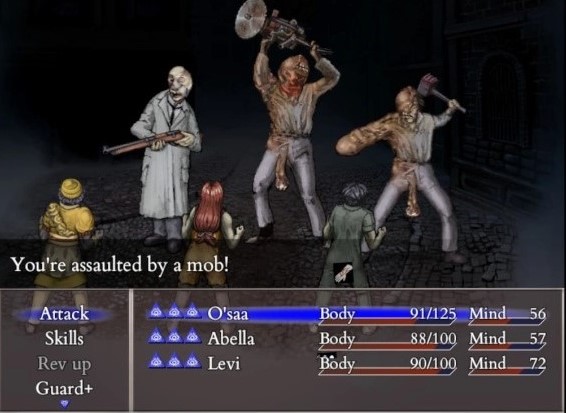 You're assaulted by a mob!
Attack O'saa Body 91/125 Mind 56
Skills Abella Body 88/100 Mind 57
Rev up Levi Body 90/100 Mind 72
Guard+